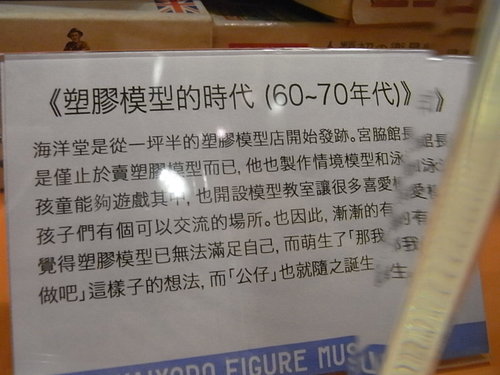 《塑膠模型的時代 (60~70年代)》
海洋堂是從一坪半的塑膠模型店開始發跡。宮脇館長
是僅止於賣塑膠模型而已, 他也製作情境模型和泳
孩童能夠遊戲其中, 也開設模型教室讓很多喜愛
孩子們有個可以交流的場所。也因此, 漸漸的有
覺得塑膠模型已無法滿足自己, 而萌生了「那我
做吧」這樣子的想法, 而「公仔」也就隨之誕生
KAIYODO FIGURE MUS